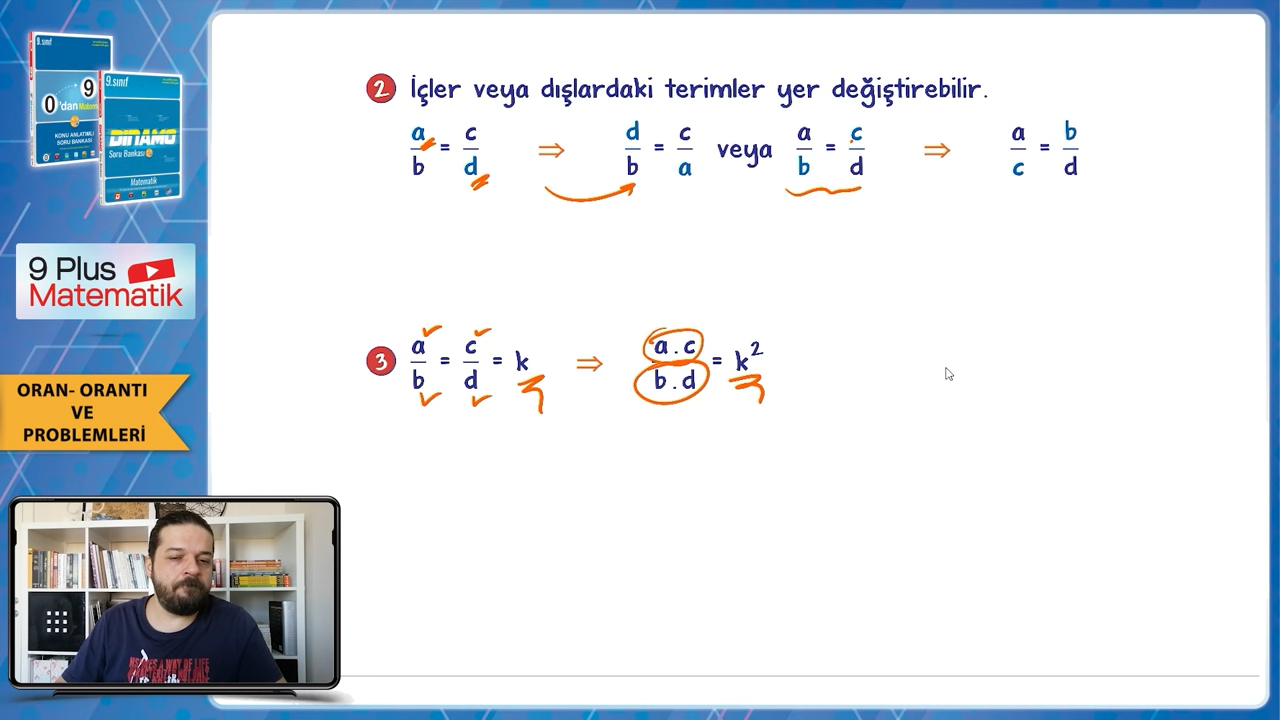 9.sınıf
0'dan 9 Matem
KONU ANLATIMLI
SORU BANKASI
9.sınıf
DİNAMO
Soru Bankası
Matematik
9 Plus
Matematik
ORAN- ORANTI
VE
PROBLEMLERİ
2 İçler veya dışlardaki terimler yer değiştirebilir.
a/b = c/d ⇒ d/b = c/a veya a/b = c/d ⇒ a/c = b/d
3 a/b = c/d = k ⇒ a.c/b.d = k²